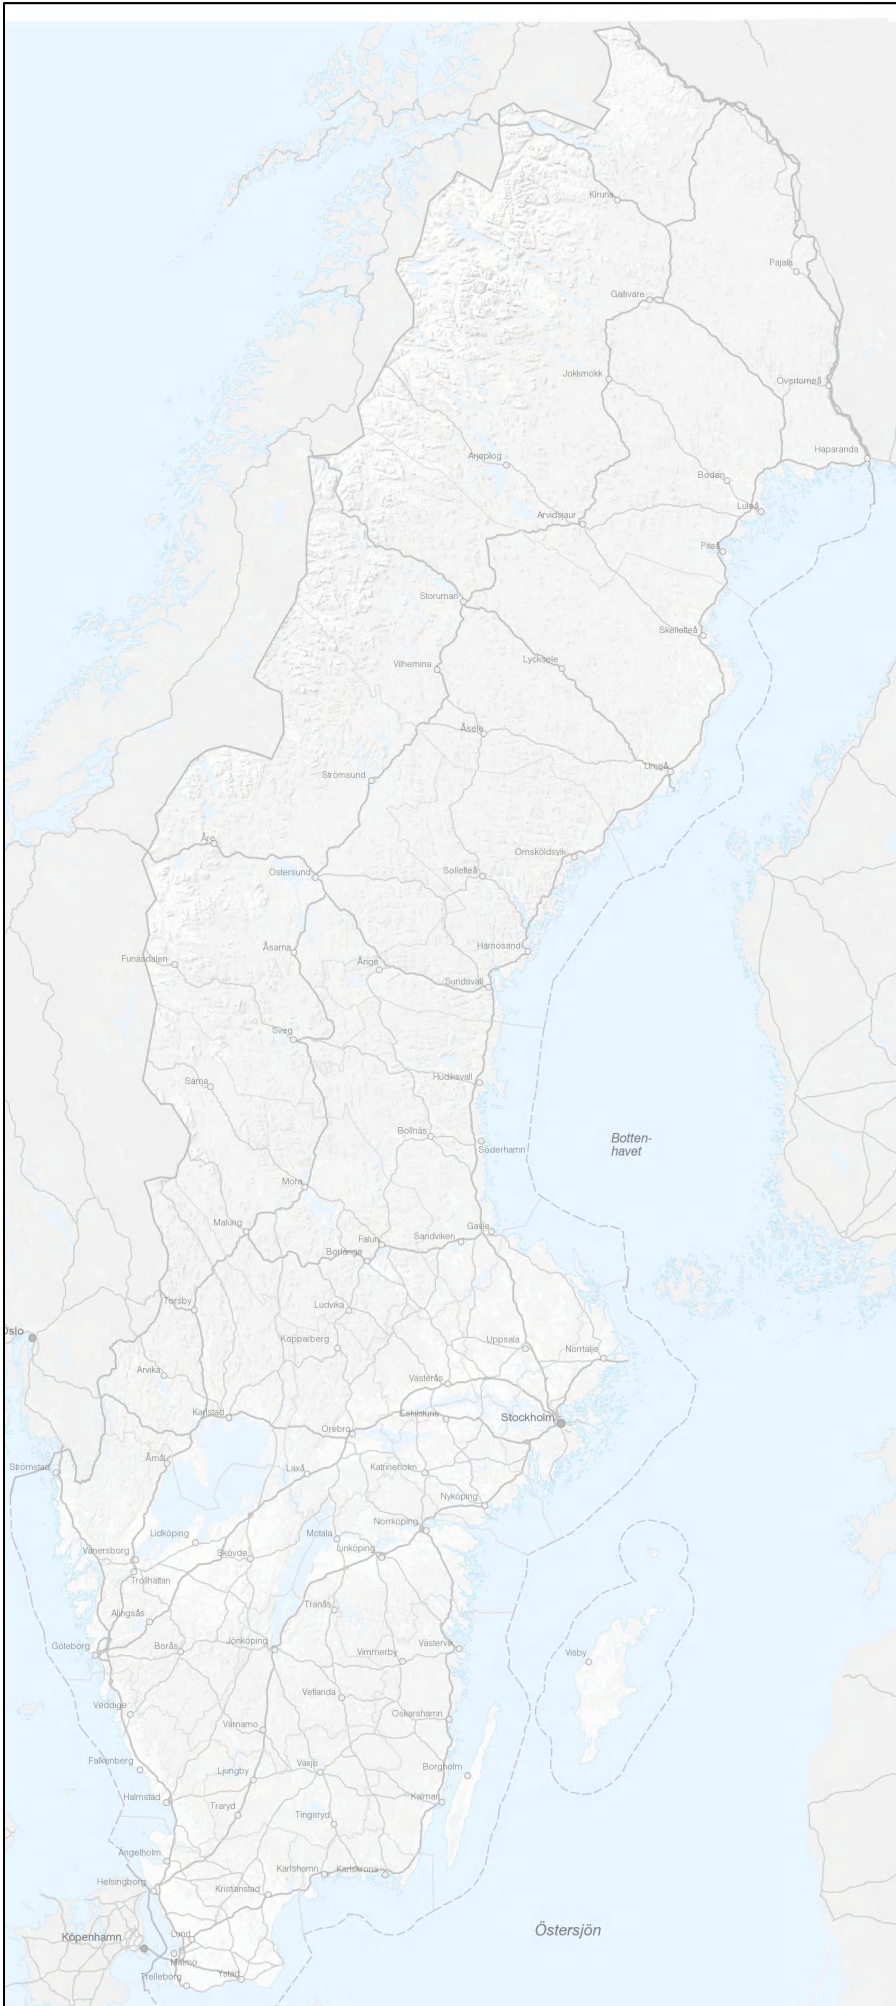 Kiruna
Pajala
Gällivare
Jokkmokk
Övertorneå
Haparanda
Arjeplog
Boden
Luleå
Arvidsjaur
Piteå
Storuman
Skellefteå
Vilhelmina
Lycksele
Åsele
Umeå
Strömsund
Åre
Örnsköldsvik
Östersund
Sollefteå
Härnösand
Åsarna
Funäsdalen
Ånge
Sundsvall
Sveg
Hudiksvall
Särna
Bollnäs
Botten-
havet
Söderhamn
Mora
Malung
Gävle
Falun
Sandviken
Borlänge
Torsby
Ludvika
Oslo
Kopparberg
Uppsala
Norrtälje
Arvika
Västerås
Karlstad
Eskilstuna
Stockholm
Örebro
Åmål
Strömstad
Laxå
Katrineholm
Nyköping
Norrköping
Lidköping
Motala
Vänersborg
Skövde
Linköping
Trollhättan
Tranås
Alingsås
Göteborg
Borås
Jönköping
Västervik
Vimmerby
Visby
Vetlanda
Veddige
Oskarshamn
Värnamo
Falkenberg
Växjö
Borgholm
Ljungby
Halmstad
Kalmar
Traryd
Tingsryd
Ängelholm
Karlshamn
Karlskrona
Helsingborg
Kristianstad
Östersjön
Lund
Köpenhamn
Malmö
Ystad
Trelleborg